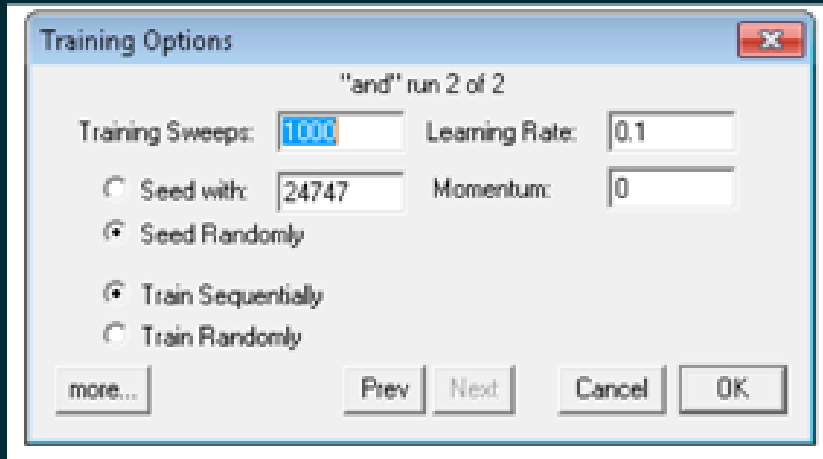 Training Options
"and" run 2 of 2
Training Sweeps: 1000 Learning Rate: 0.1
Seed with: 24747 Momentum: 0
Seed Randomly
Train Sequentially
Train Randomly
more... Prev Next Cancel OK